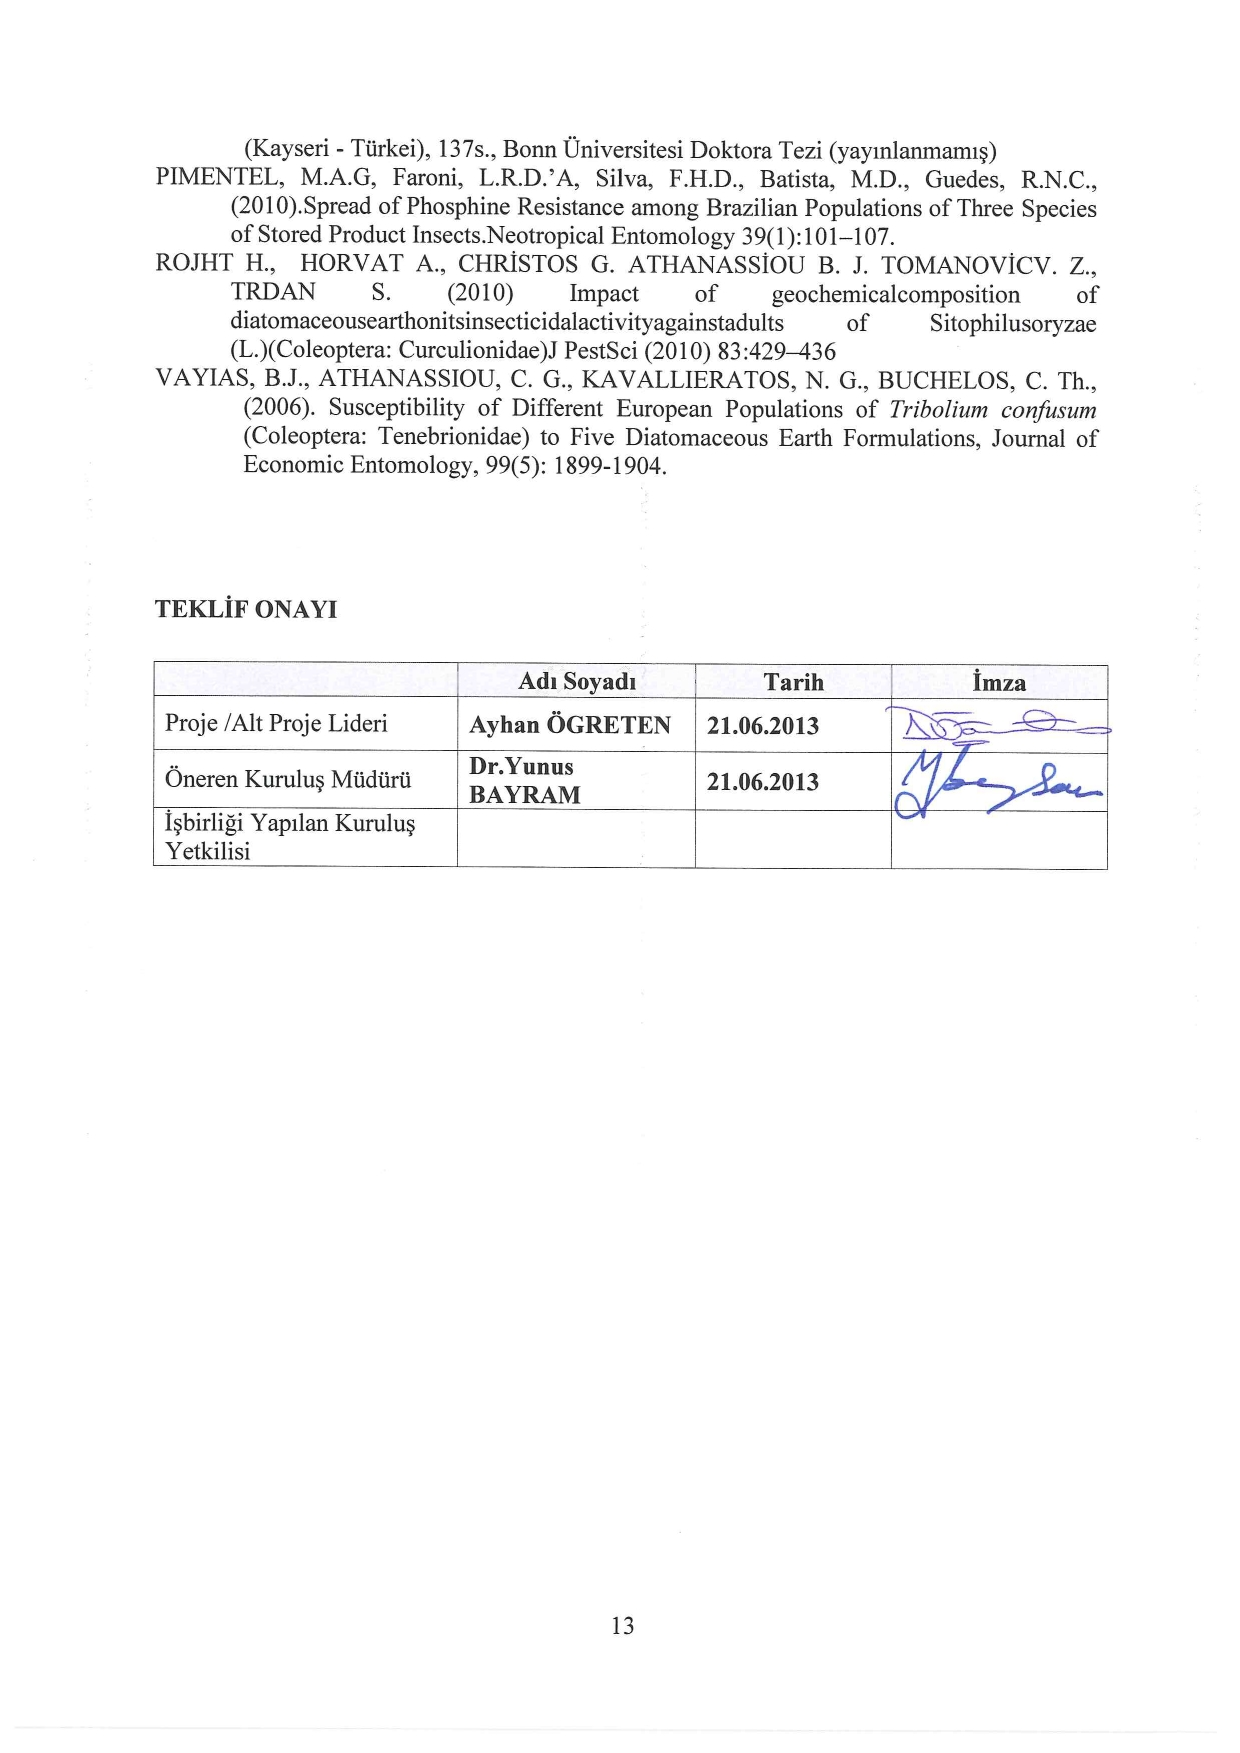 (Kayseri - Türkei), 137s., Bonn Üniversitesi Doktora Tezi (yayınlanmamış)
PIMENTEL, M.A.G, Faroni, L.R.D.’A, Silva, F.H.D., Batista, M.D., Guedes, R.N.C.,
(2010).Spread of Phosphine Resistance among Brazilian Populations of Three Species
of Stored Product Insects.Neotropical Entomology 39(1):101–107.
ROJHT H., HORVAT A., CHRİSTOS G. ATHANASSİOU B. J. TOMANOVİCV. Z.,
TRDAN S. (2010) Impact of geochemicalcomposition of
diatomaceousearthonitsinsecticidalactivityagainstadults of Sitophilusoryzae
(L.)(Coleoptera: Curculionidae)J PestSci (2010) 83:429–436
VAYIAS, B.J., ATHANASSIOU, C. G., KAVALLIERATOS, N. G., BUCHELOS, C. Th.,
(2006). Susceptibility of Different European Populations of Tribolium confusum
(Coleoptera: Tenebrionidae) to Five Diatomaceous Earth Formulations, Journal of
Economic Entomology, 99(5): 1899-1904.
TEKLİF ONAYI
Adı Soyadı Tarih İmza
Proje /Alt Proje Lideri Ayhan ÖGRETEN 21.06.2013
Öneren Kuruluş Müdürü Dr.Yunus
BAYRAM 21.06.2013
İşbirliği Yapılan Kuruluş
Yetkilisi
13